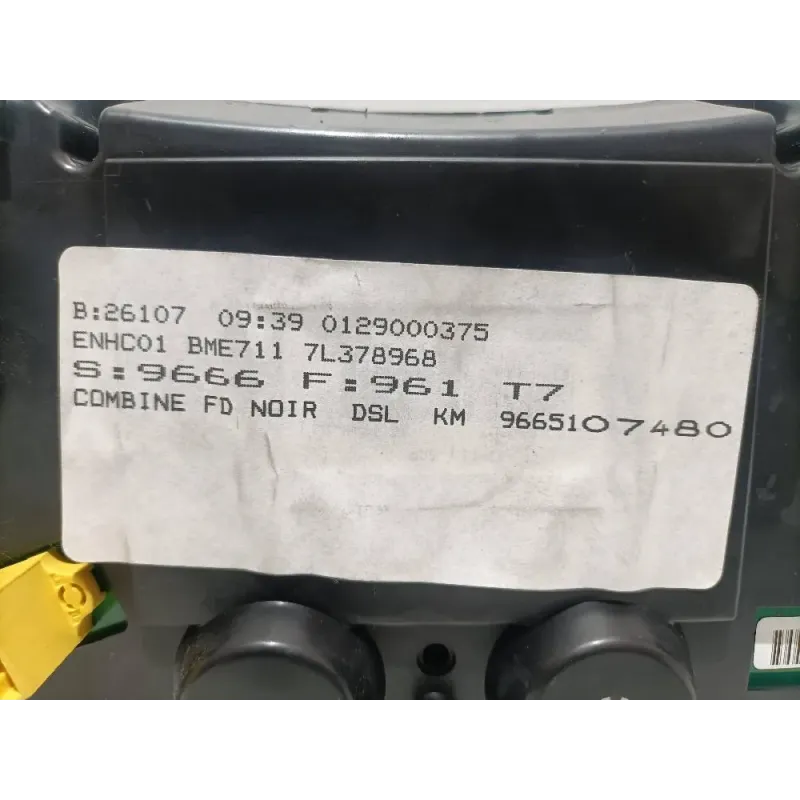 B:26107 09:39 0129000375
ENHC01 BME711 7L378968
S:9666 F:961 T7
COMBINE FD NOIR DSL KM 9665107480